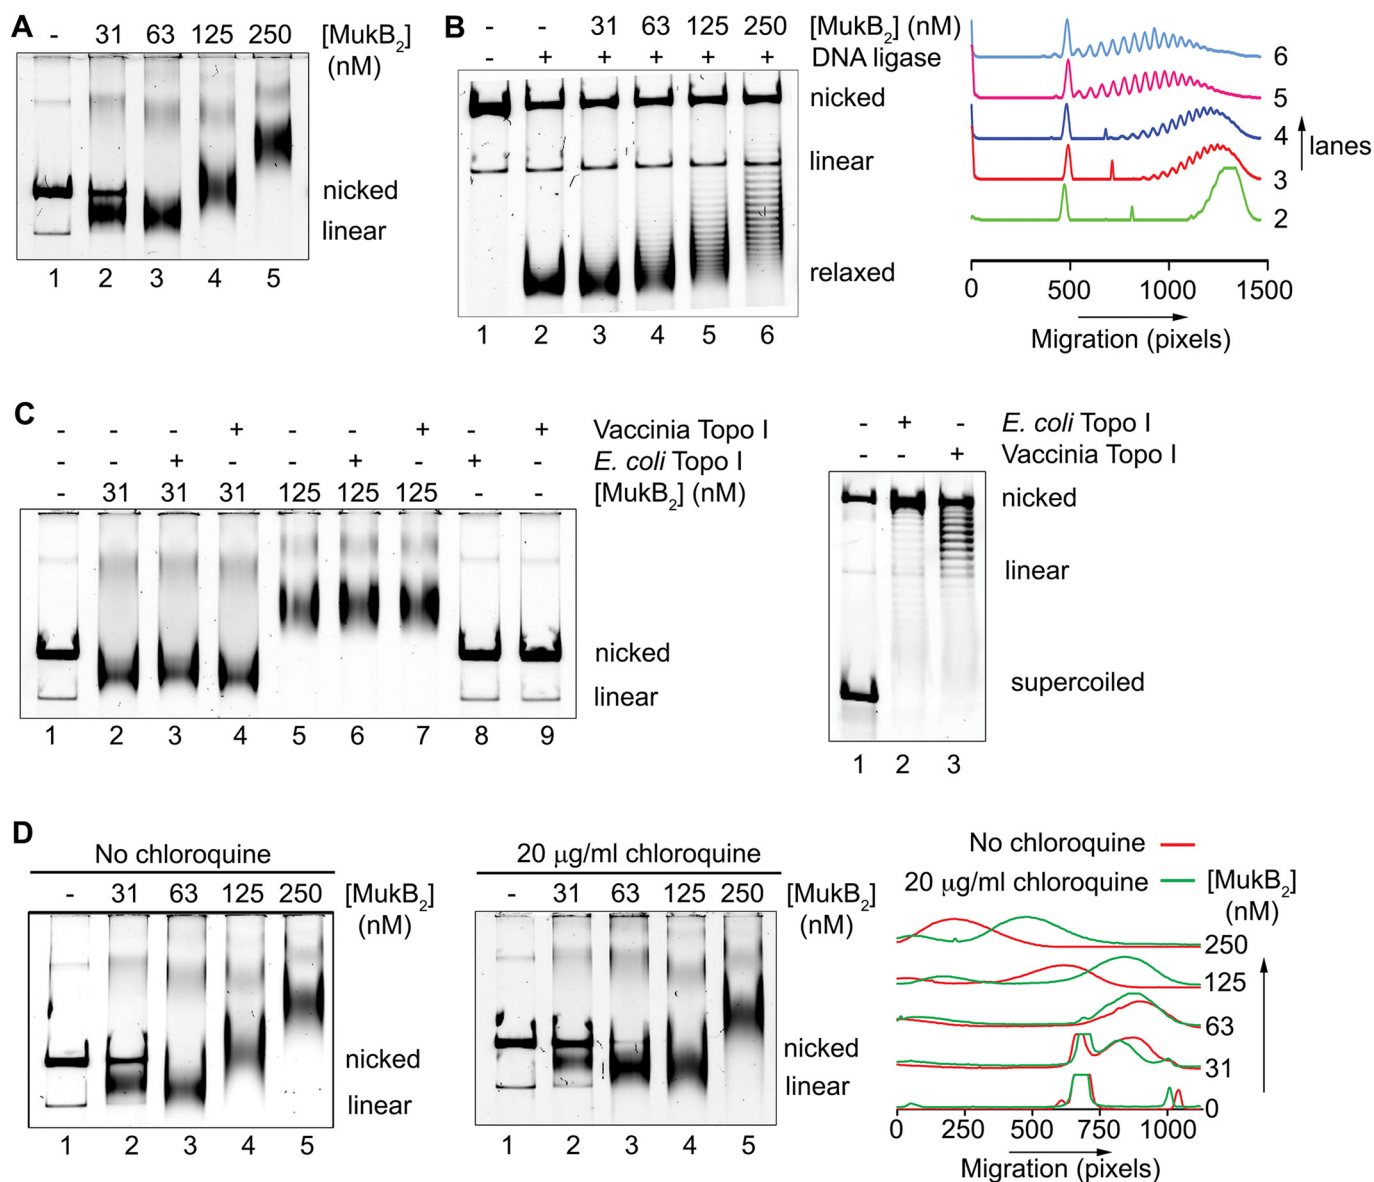 A
- 31 63 125 250 [MukB2]
(nM)
nicked
linear
1 2 3 4 5
B
- - 31 63 125 250 [MukB2] (nM)
- + + + + + DNA ligase
nicked
linear
relaxed
1 2 3 4 5 6
6
5
4
3
2
lanes
0 500 1000 1500
Migration (pixels)
C
- - - + - - + - + Vaccinia Topo I
- - + - - + - + - E. coli Topo I
- 31 31 31 125 125 125 - - [MukB2] (nM)
nicked
linear
1 2 3 4 5 6 7 8 9
- + - E. coli Topo I
- - + Vaccinia Topo I
nicked
linear
supercoiled
1 2 3
D
No chloroquine
- 31 63 125 250 [MukB2]
(nM)
nicked
linear
1 2 3 4 5
20 μg/ml chloroquine
- 31 63 125 250 [MukB2]
(nM)
nicked
linear
1 2 3 4 5
No chloroquine
20 μg/ml chloroquine
[MukB2]
(nM)
250
125
63
31
0
0 250 500 750 1000
Migration (pixels)